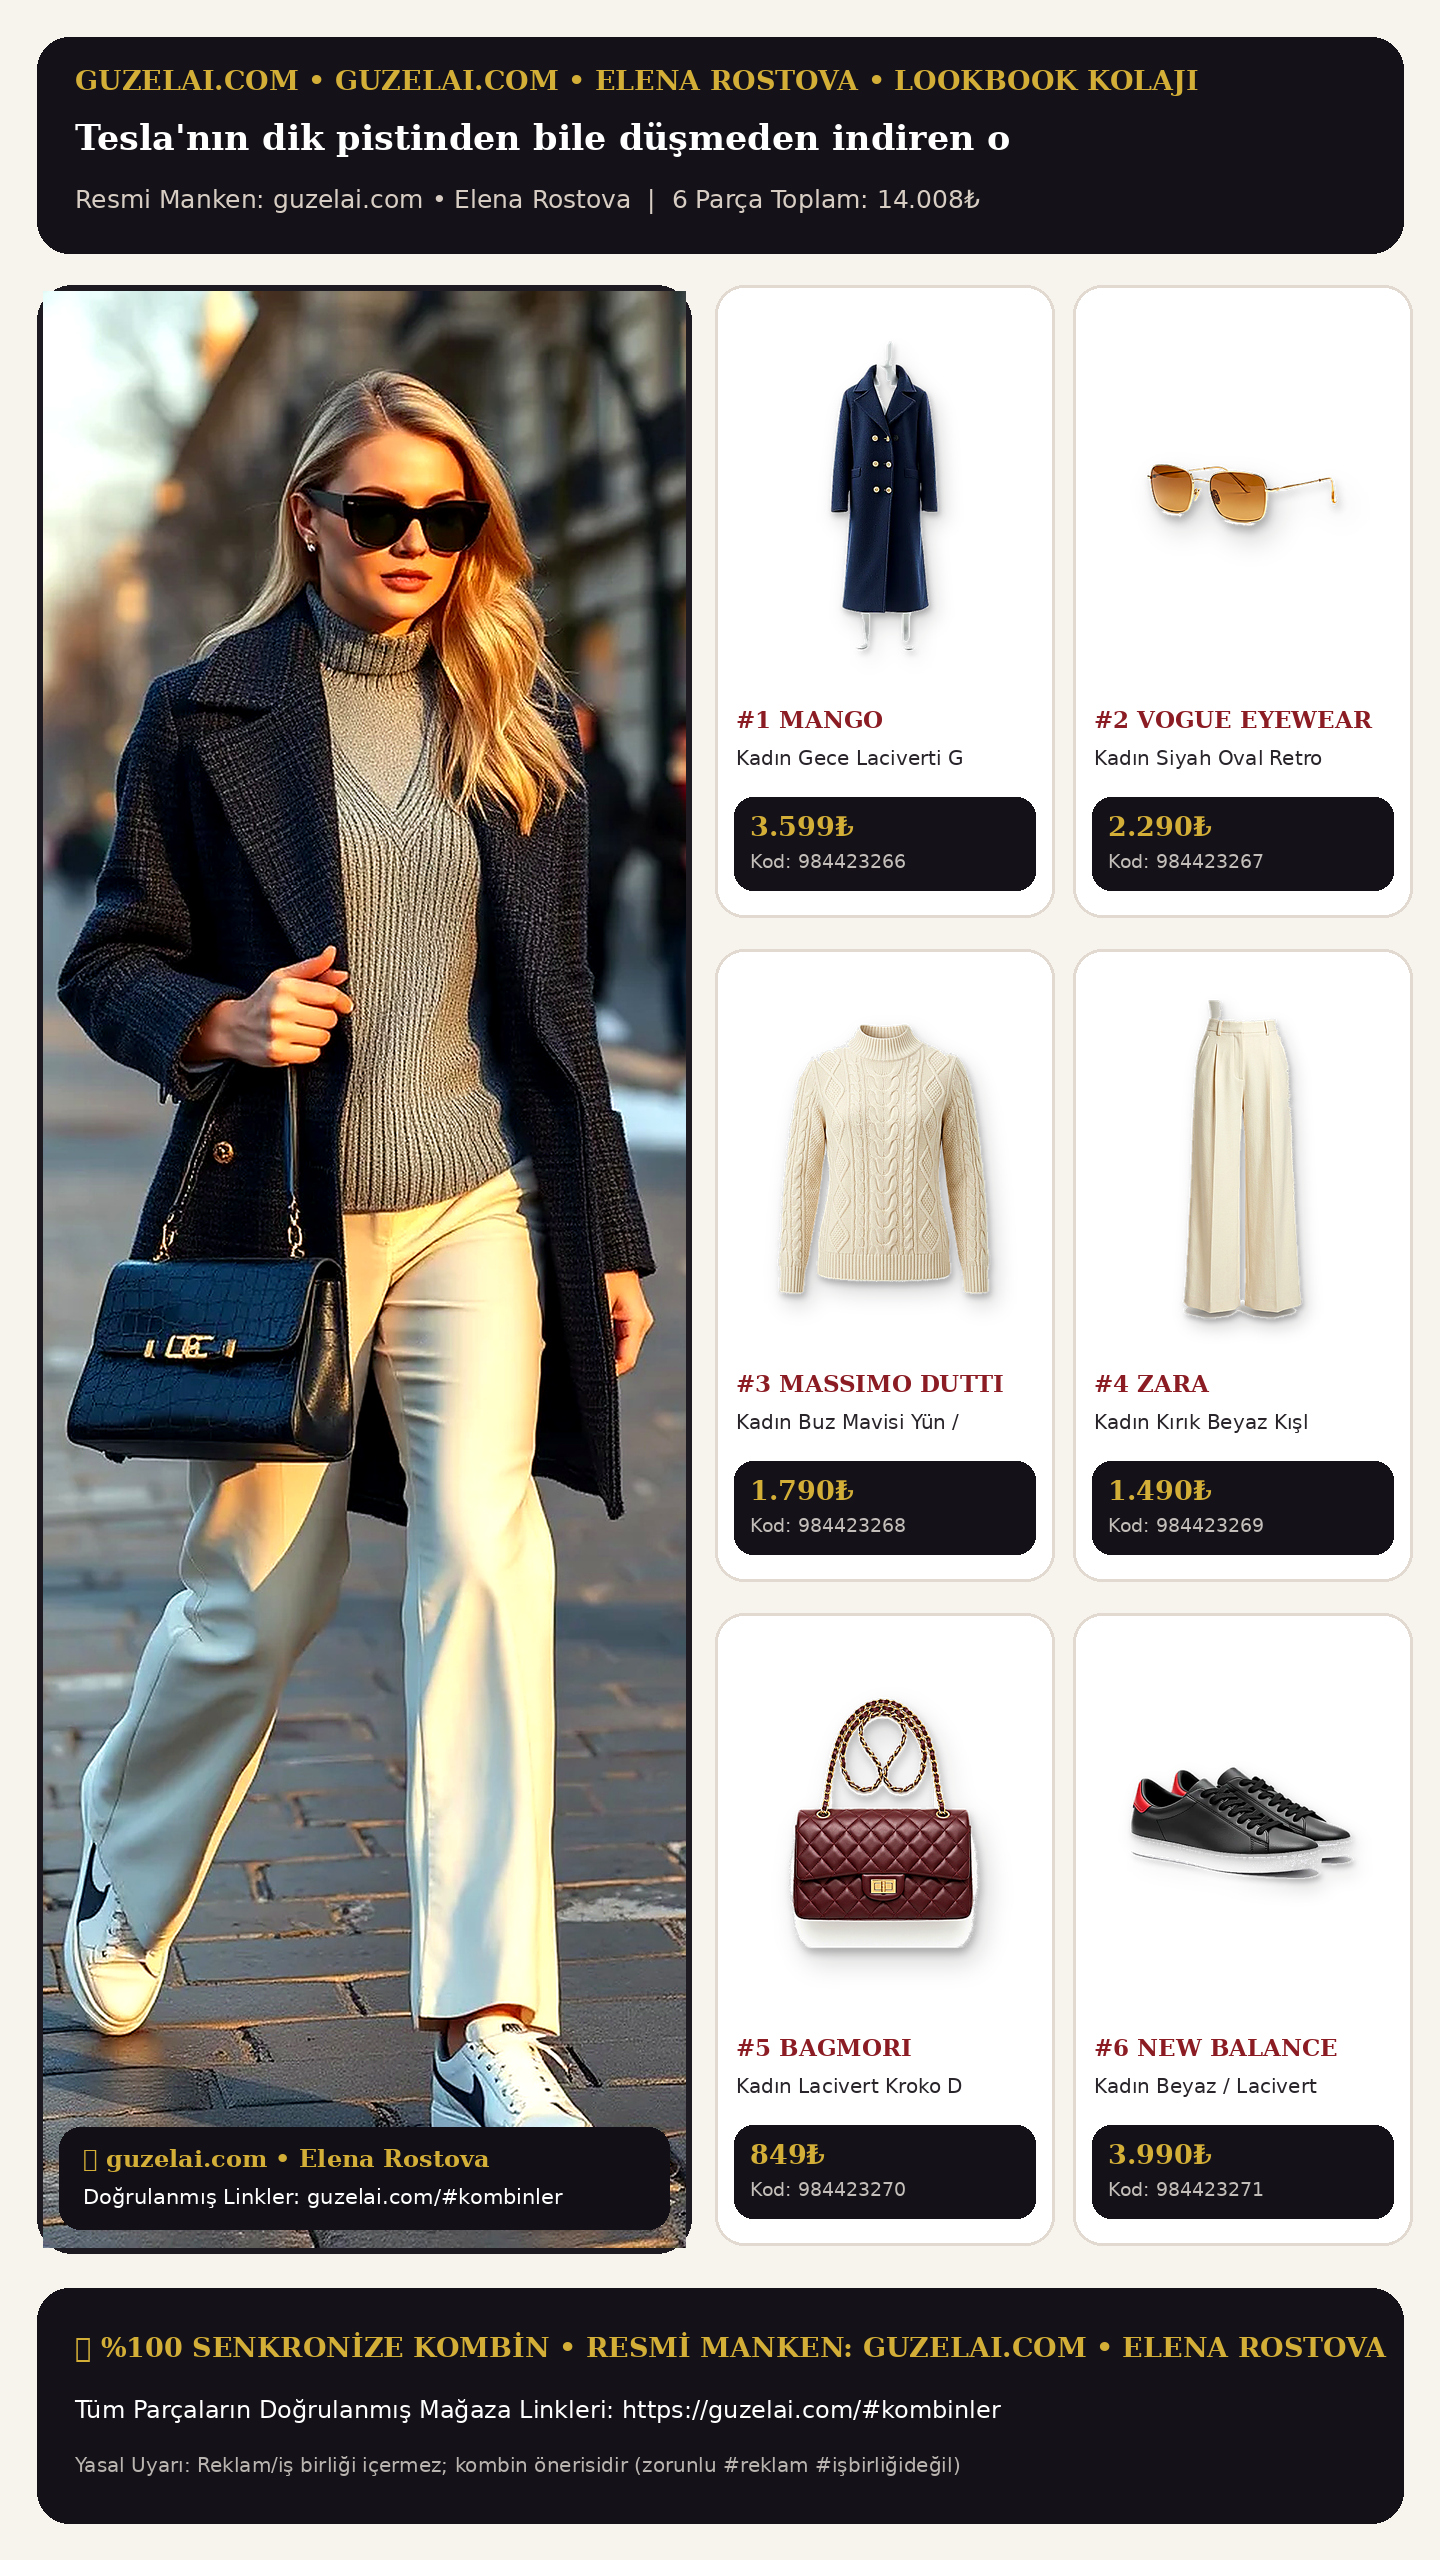 GUZELAI.COM • GUZELAI.COM • ELENA ROSTOVA • LOOKBOOK KOLAJI
Tesla'nın dik pistinden bile düşmeden indiren o
Resmi Manken: guzelai.com • Elena Rostova | 6 Parça Toplam: 14.008₺
#1 MANGO
Kadın Gece Laciverti G
3.599₺
Kod: 984423266
#2 VOGUE EYEWEAR
Kadın Siyah Oval Retro
2.290₺
Kod: 984423267
#3 MASSIMO DUTTI
Kadın Buz Mavisi Yün /
1.790₺
Kod: 984423268
#4 ZARA
Kadın Kırık Beyaz Kışl
1.490₺
Kod: 984423269
#5 BAGMORI
Kadın Lacivert Kroko D
849₺
Kod: 984423270
#6 NEW BALANCE
Kadın Beyaz / Lacivert
3.990₺
Kod: 984423271
guzelai.com • Elena Rostova
Doğrulanmış Linkler: guzelai.com/#kombinler
%100 SENKRONİZE KOMBİN • RESMİ MANKEN: GUZELAI.COM • ELENA ROSTOVA
Tüm Parçaların Doğrulanmış Mağaza Linkleri: https://guzelai.com/#kombinler
Yasal Uyarı: Reklam/iş birliği içermez; kombin önerisidir (zorunlu #reklam #işbirliğideğil)